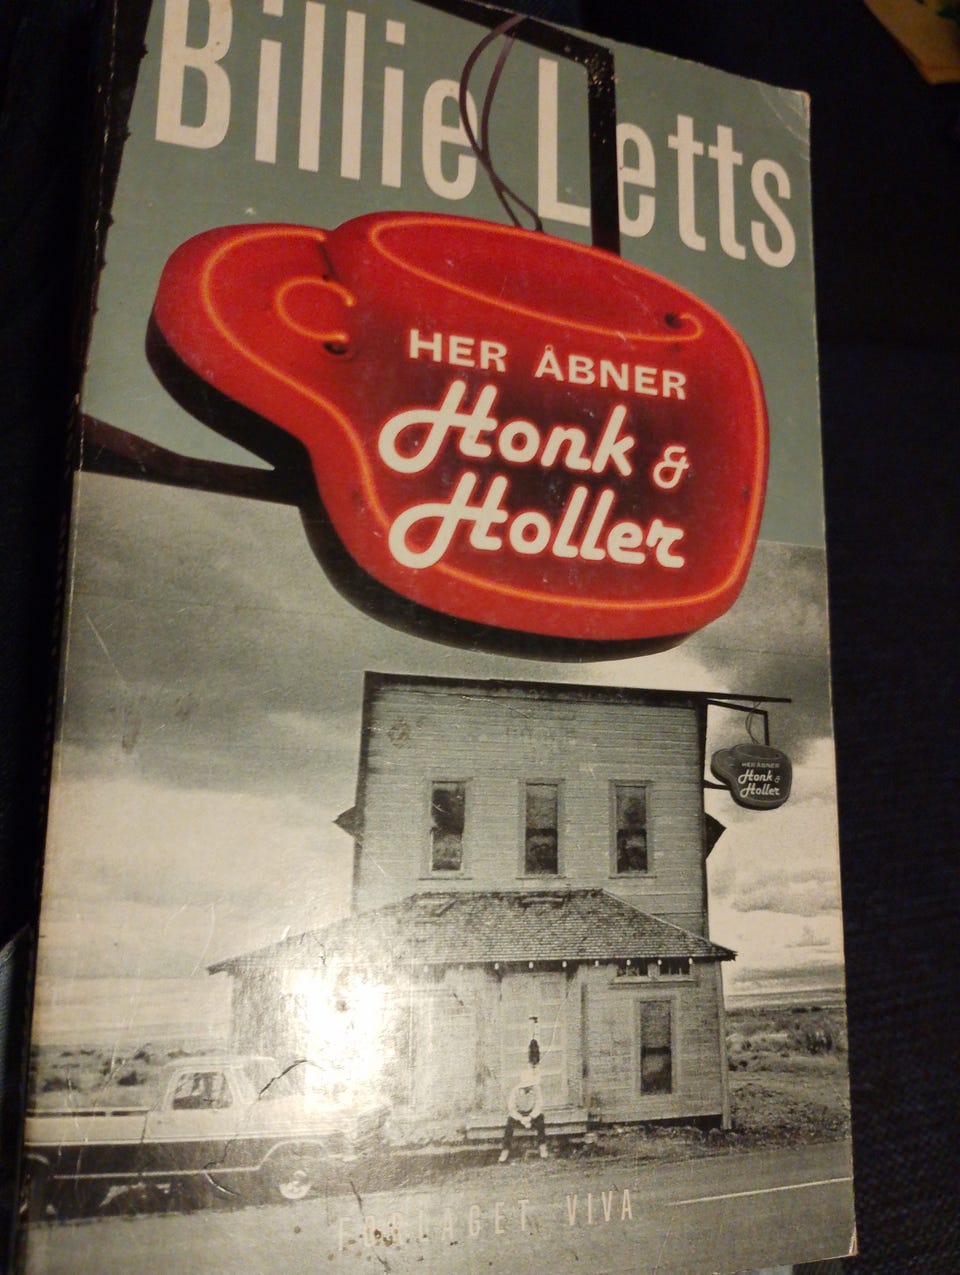 Billie Letts
HER ÅBNER
Honk &
Holler
HER ÅBNER
Honk &
Holler
FORLAGET VIVA